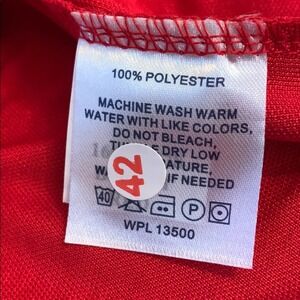 100% POLYESTER
MACHINE WASH WARM
WATER WITH LIKE COLORS,
DO NOT BLEACH,
DRY LOW
IF NEEDED
42
40 P
WPL 13500